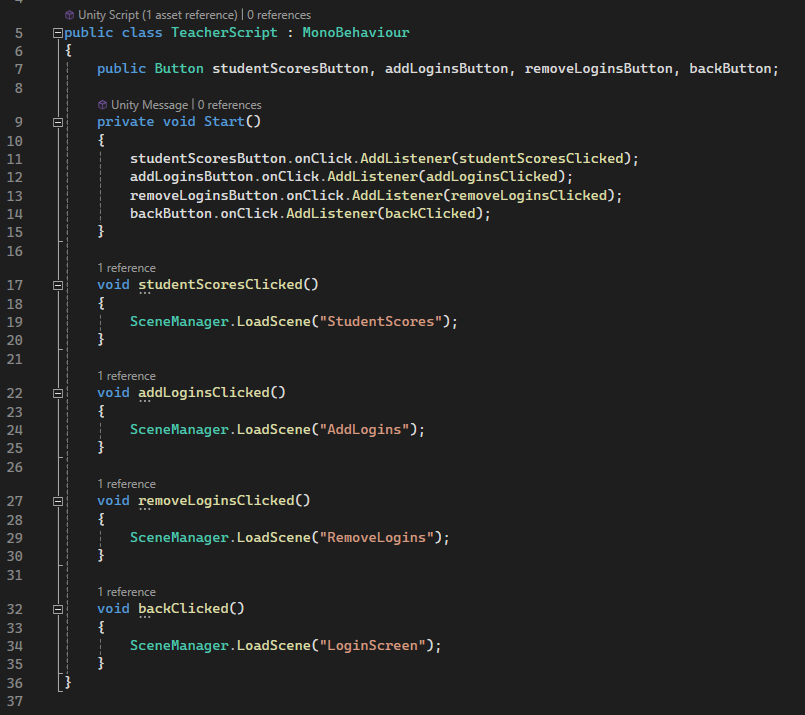 Unity Script (1 asset reference) | 0 references
5 public class TeacherScript : MonoBehaviour
6 {
7 public Button studentScoresButton, addLoginsButton, removeLoginsButton, backButton;
8
Unity Message | 0 references
9 private void Start()
10 {
11 studentScoresButton.onClick.AddListener(studentScoresClicked);
12 addLoginsButton.onClick.AddListener(addLoginsClicked);
13 removeLoginsButton.onClick.AddListener(removeLoginsClicked);
14 backButton.onClick.AddListener(backClicked);
15 }
16
1 reference
17 void studentScoresClicked()
18 {
19 SceneManager.LoadScene("StudentScores");
20 }
21
1 reference
22 void addLoginsClicked()
23 {
24 SceneManager.LoadScene("AddLogins");
25 }
26
1 reference
27 void removeLoginsClicked()
28 {
29 SceneManager.LoadScene("RemoveLogins");
30 }
31
1 reference
32 void backClicked()
33 {
34 SceneManager.LoadScene("LoginScreen");
35 }
36 }
37